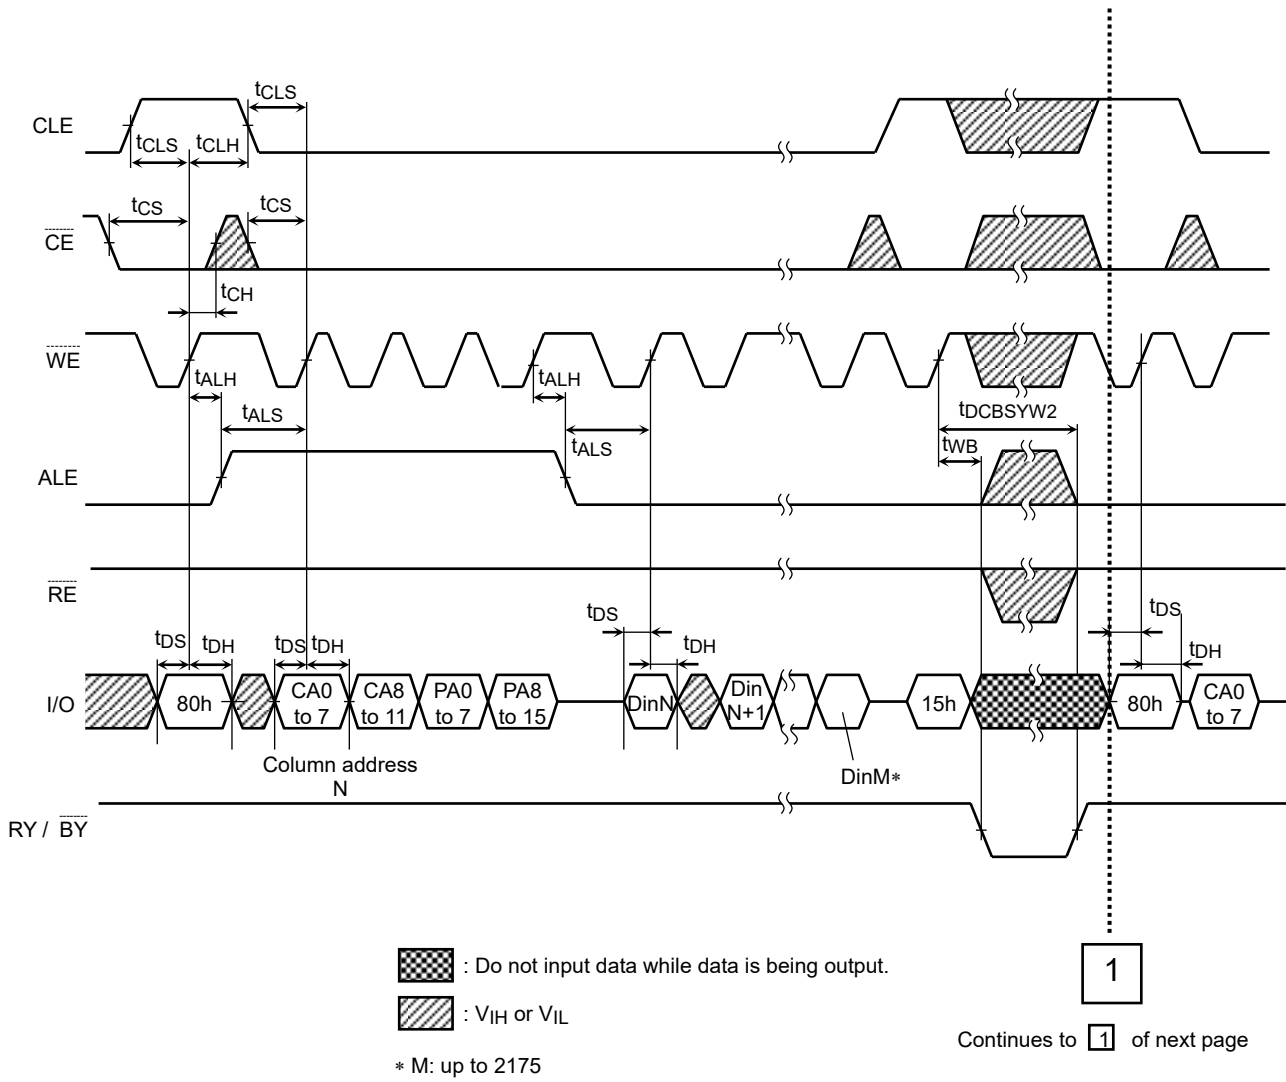 tCLS
CLE
tCLS
tCLH
tCS
tCS
CE
tCH
WE
tALH
tALH
tALS
tDCBSYW2
tALS
tWB
ALE
RE
tDS
tDS
tDS
tDH
tDS
tDH
tDH
tDH
I/O
80h
CA0
to 7
CA8
to 11
PA0
to 7
PA8
to 15
DinN
Din
N+1
15h
80h
CA0
to 7
Column address
N
DinM*
RY / BY
: Do not input data while data is being output.
1
: VIH or VIL
Continues to 1 of next page
* M: up to 2175